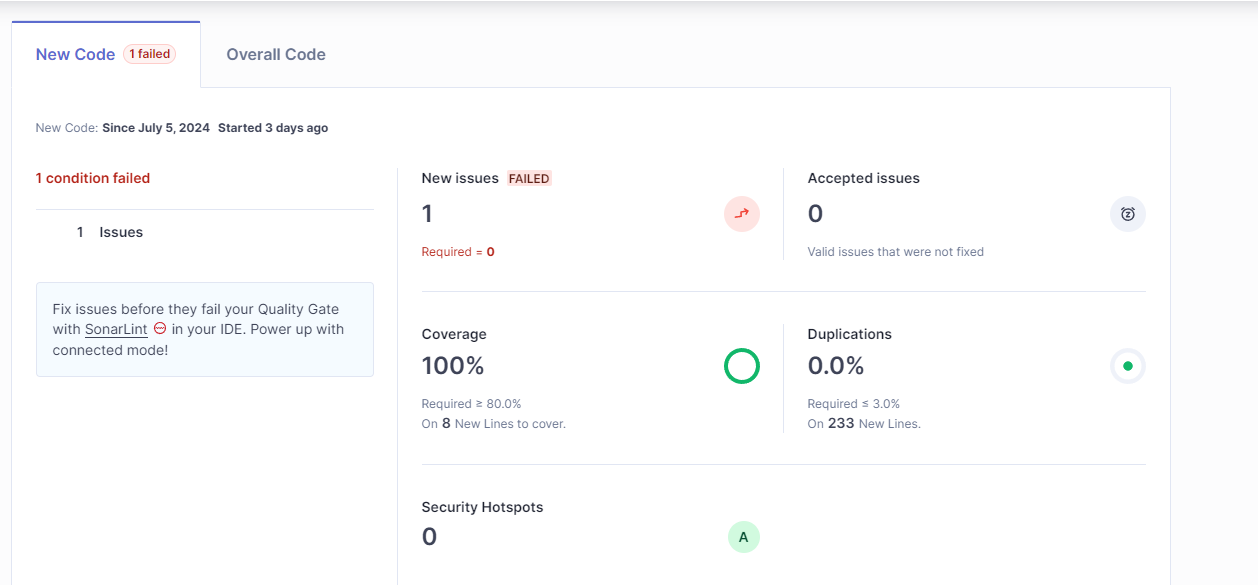 New Code 1 failed
Overall Code
New Code: Since July 5, 2024 Started 3 days ago
1 condition failed
1 Issues
Fix issues before they fail your Quality Gate
with SonarLint in your IDE. Power up with
connected mode!
New issues FAILED
1
Required = 0
Accepted issues
0
Valid issues that were not fixed
Coverage
100%
Required ≥ 80.0%
On 8 New Lines to cover.
Duplications
0.0%
Required ≤ 3.0%
On 233 New Lines.
Security Hotspots
0
A